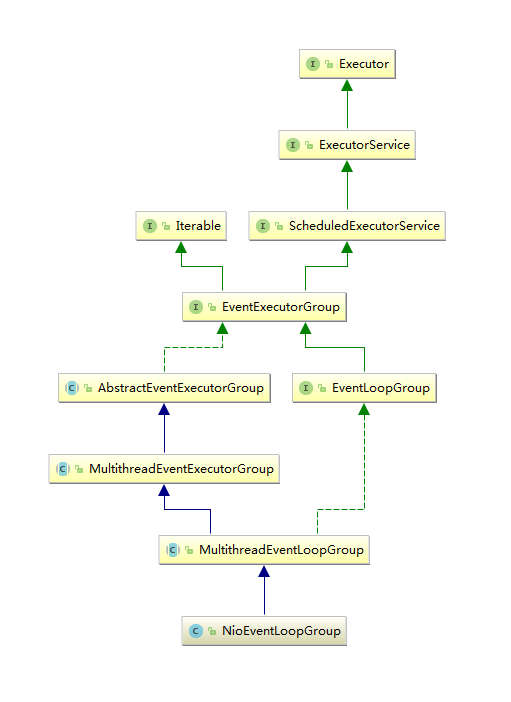 I Executor
I ExecutorService
I Iterable
I ScheduledExecutorService
I EventExecutorGroup
C AbstractEventExecutorGroup
I EventLoopGroup
C MultithreadEventExecutorGroup
C MultithreadEventLoopGroup
C NioEventLoopGroup